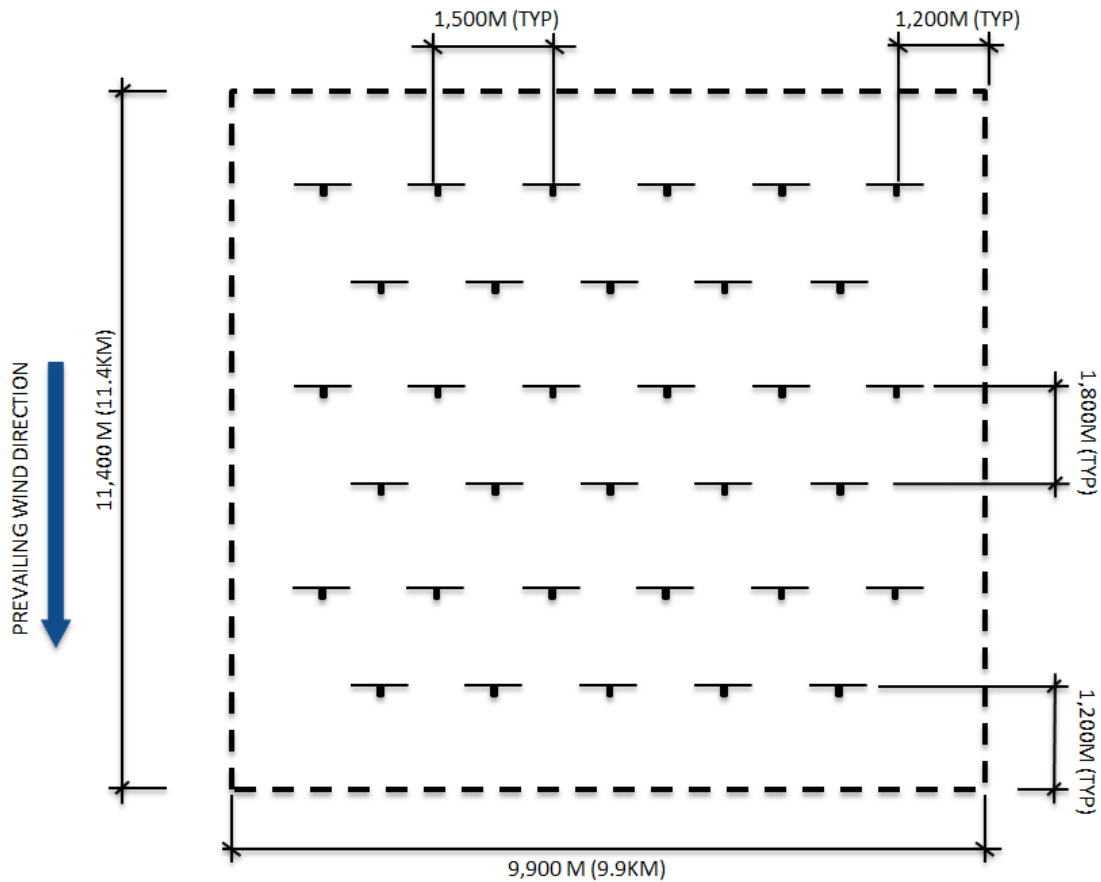 1,500M (TYP)
1,200M (TYP)
PREVAILING WIND DIRECTION
11,400 M (11.4KM)
1,800M (TYP)
1,200M (TYP)
9,900 M (9.9KM)